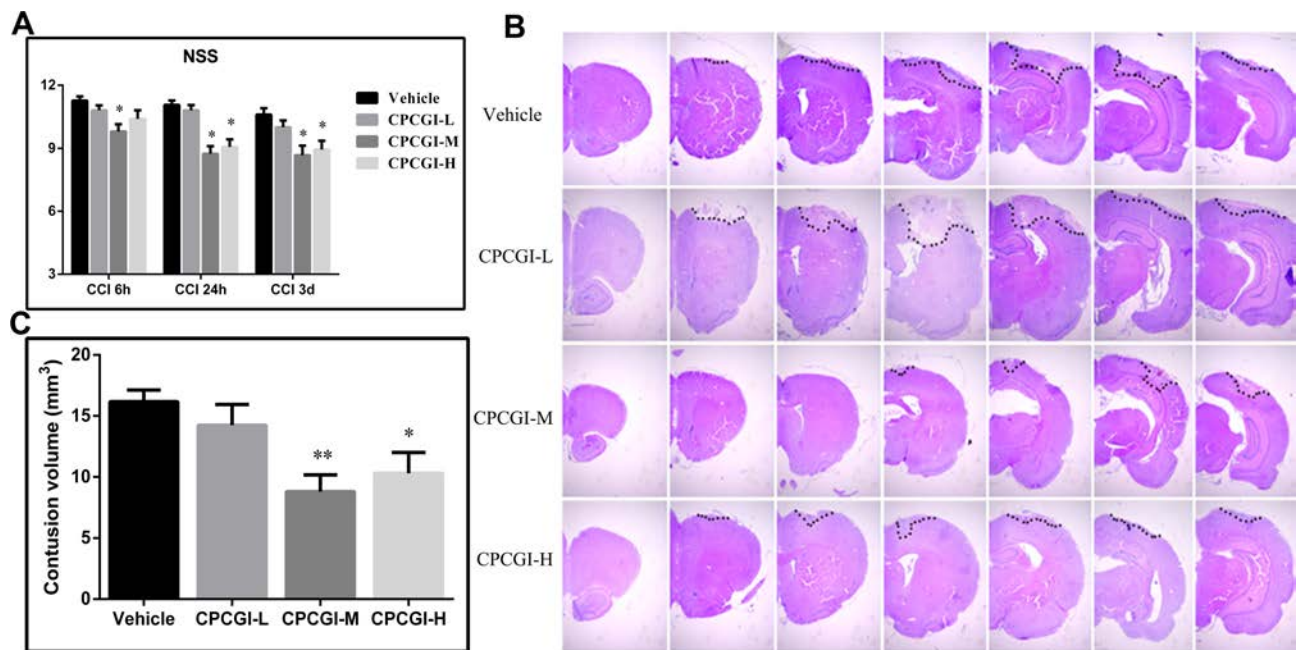 A
NSS
12
9
6
3
*
* *
* *
CCI 6h CCI 24h CCI 3d
Vehicle
CPCGI-L
CPCGI-M
CPCGI-H
B
Vehicle
CPCGI-L
CPCGI-M
CPCGI-H
C
Contusion volume (mm³)
20
15
10
5
0
**
*
Vehicle CPCGI-L CPCGI-M CPCGI-H